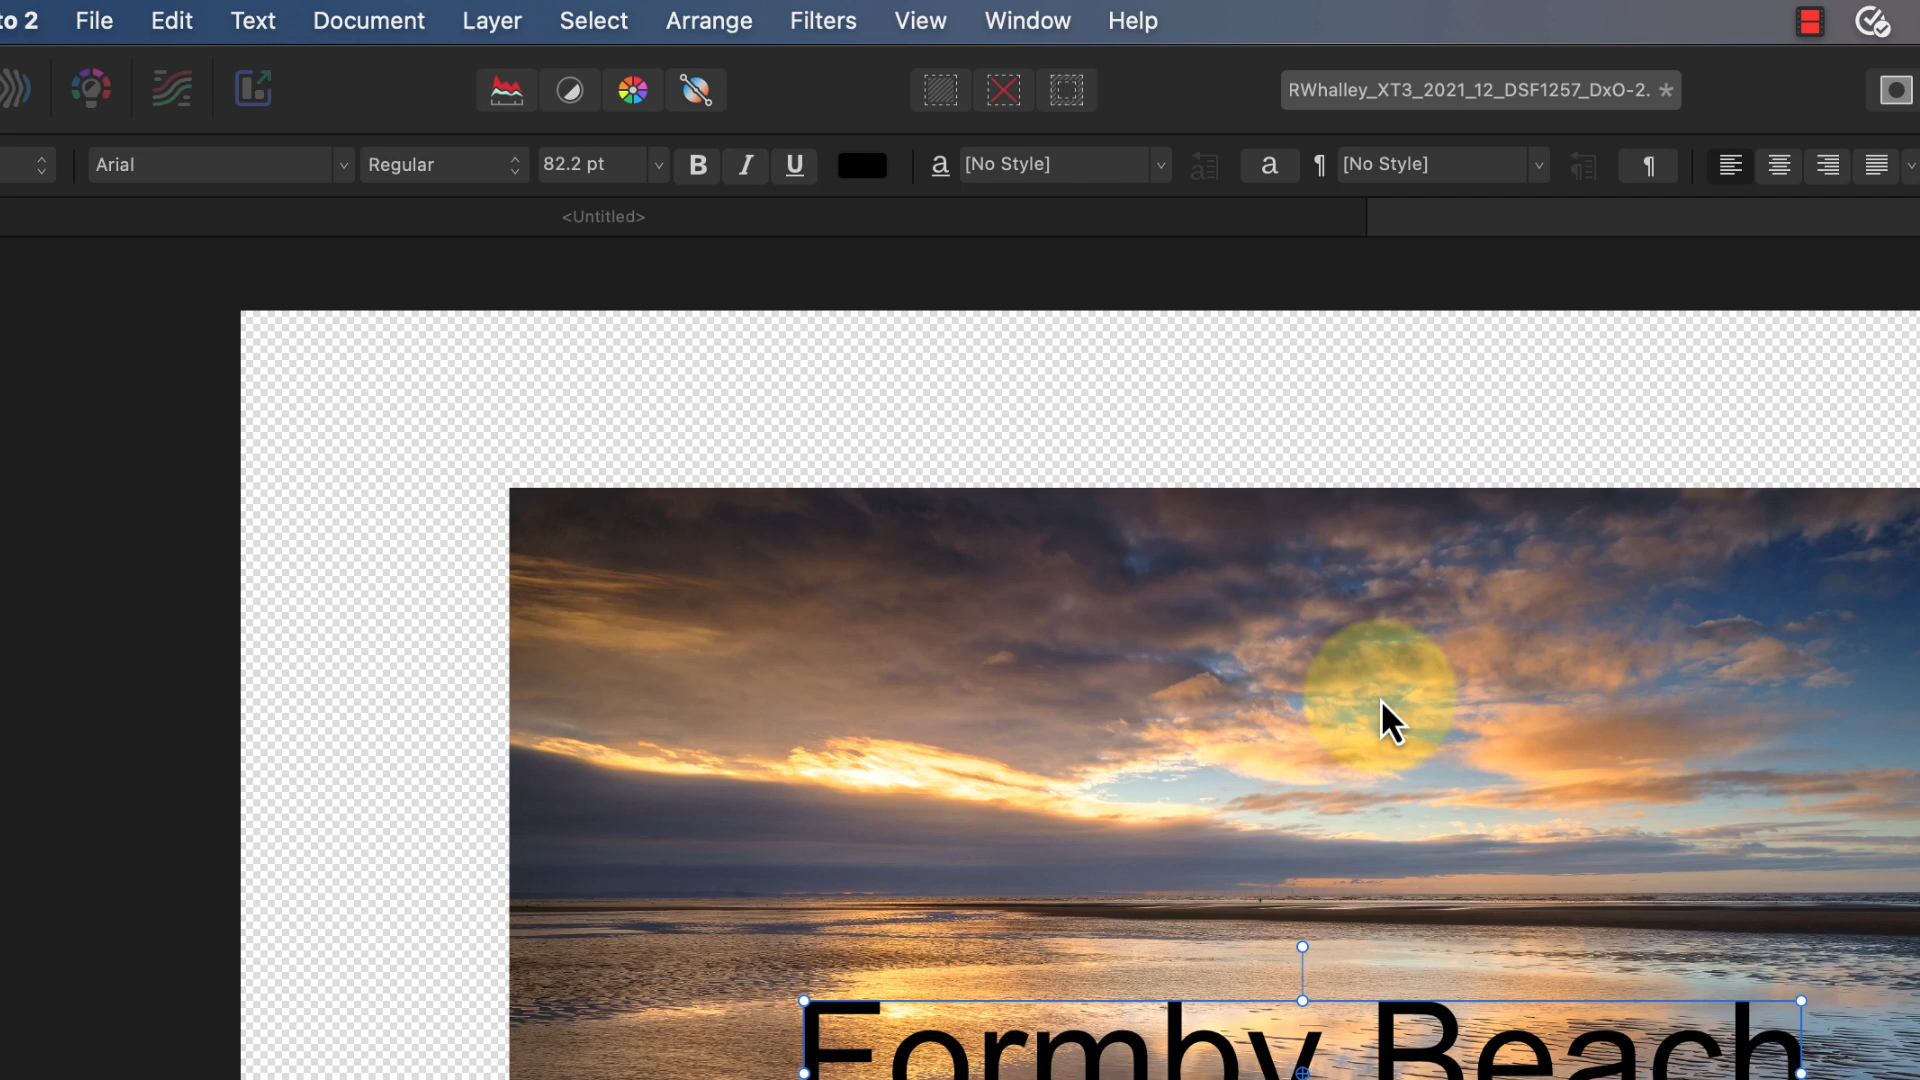 to 2 File Edit Text Document Layer Select Arrange Filters View Window Help
RWhalley_XT3_2021_12_DSF1257_DxO-2. *
Arial Regular 82.2 pt B I U a [No Style] a ¶ [No Style] ¶
<Untitled>
Formby Beach